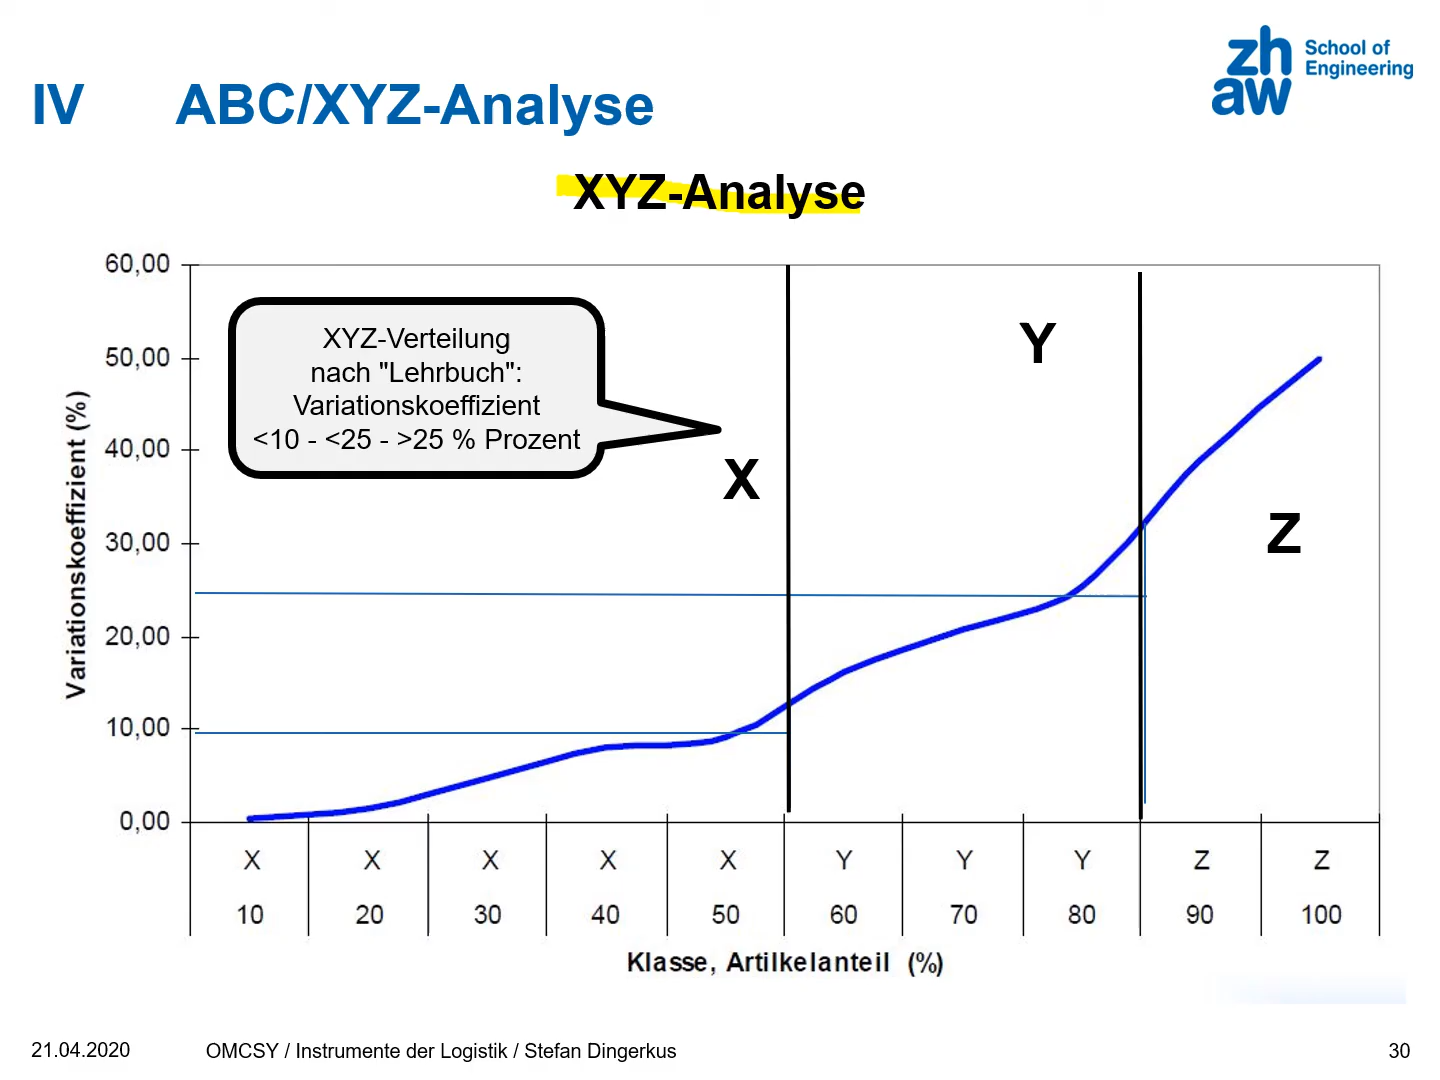 zh
aw
School of
Engineering
IV ABC/XYZ-Analyse
XYZ-Analyse
60,00
50,00
40,00
30,00
20,00
10,00
0,00
Variationskoeffizient (%)
XYZ-Verteilung
nach "Lehrbuch":
Variationskoeffizient
<10 - <25 - >25 % Prozent
X
Y
Z
X X X X X Y Y Y Z Z
10 20 30 40 50 60 70 80 90 100
Klasse, Artilkelanteil (%)
21.04.2020 OMCSY / Instrumente der Logistik / Stefan Dingerkus 30